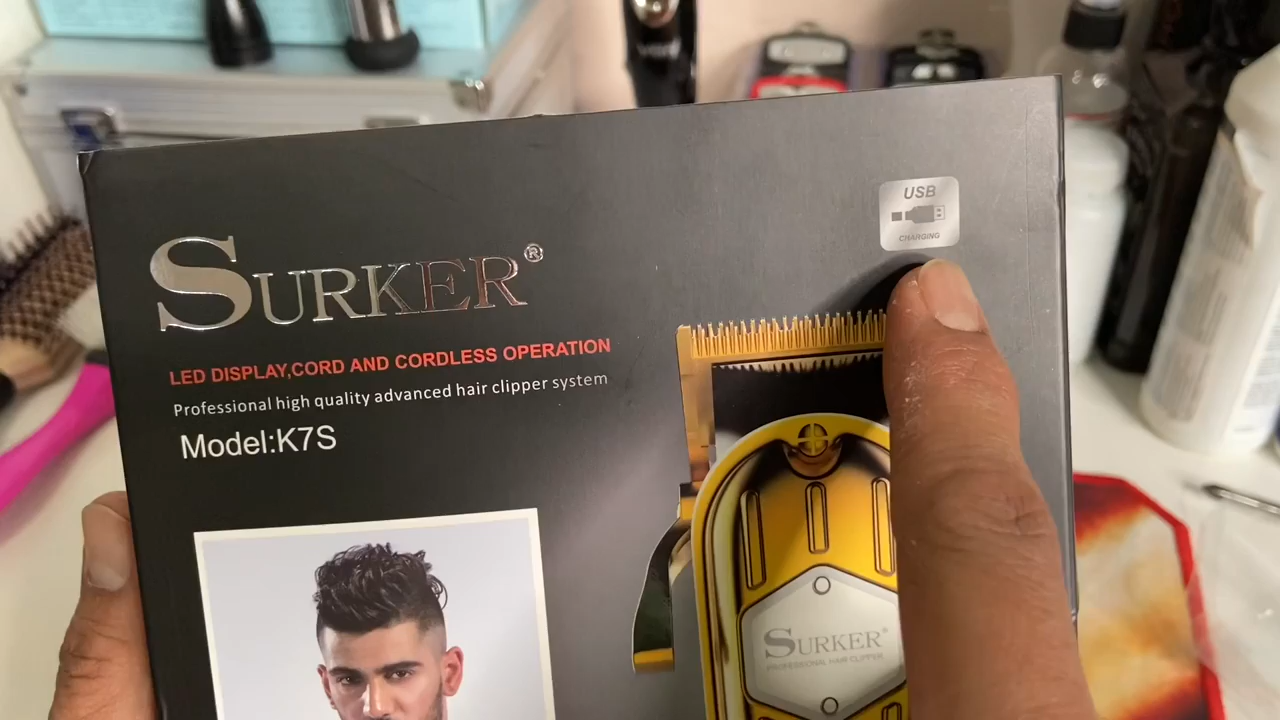 SURKER®
LED DISPLAY,CORD AND CORDLESS OPERATION
Professional high quality advanced hair clipper system
Model:K7S
USB
CHARGING
SURKER®
PROFESSIONAL HAIR CLIPPER